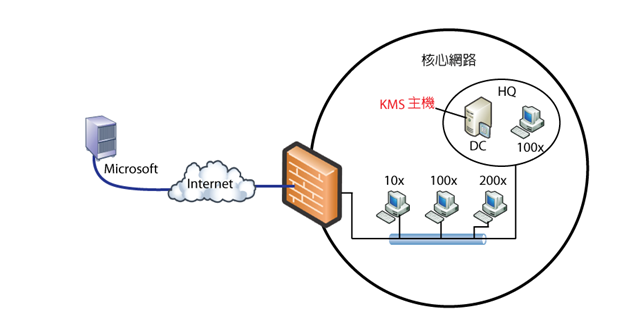 核心網路
HQ
KMS 主機
DC
100x
Microsoft
Internet
10x
100x
200x